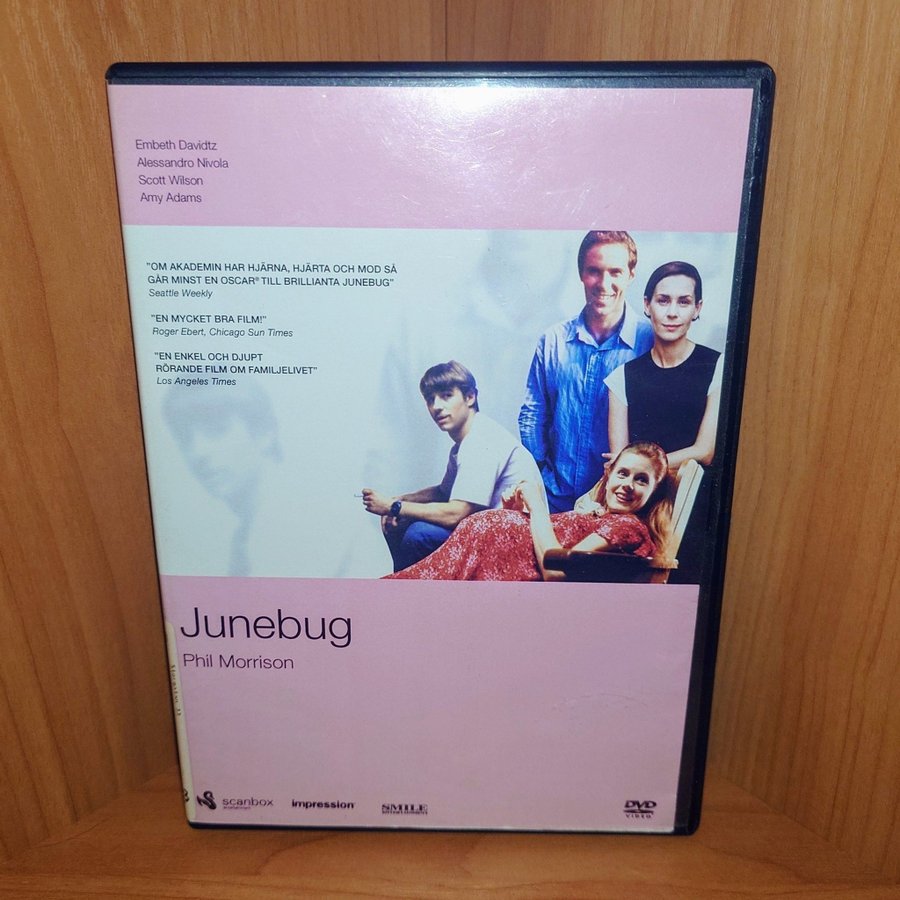 Embeth Davidtz
Alessandro Nivola
Scott Wilson
Amy Adams
"OM AKADEMIN HAR HJÄRNA, HJÄRTA OCH MOD SÅ
GÅR MINST EN OSCAR® TILL BRILLIANTA JUNEBUG"
Seattle Weekly
"EN MYCKET BRA FILM!"
Roger Ebert, Chicago Sun Times
"EN ENKEL OCH DJUPT
RÖRANDE FILM OM FAMILJELIVET"
Los Angeles Times
Junebug
Phil Morrison
scanbox
entertainment
impression
SMILE
ENTERTAINMENT
DVD
VIDEO